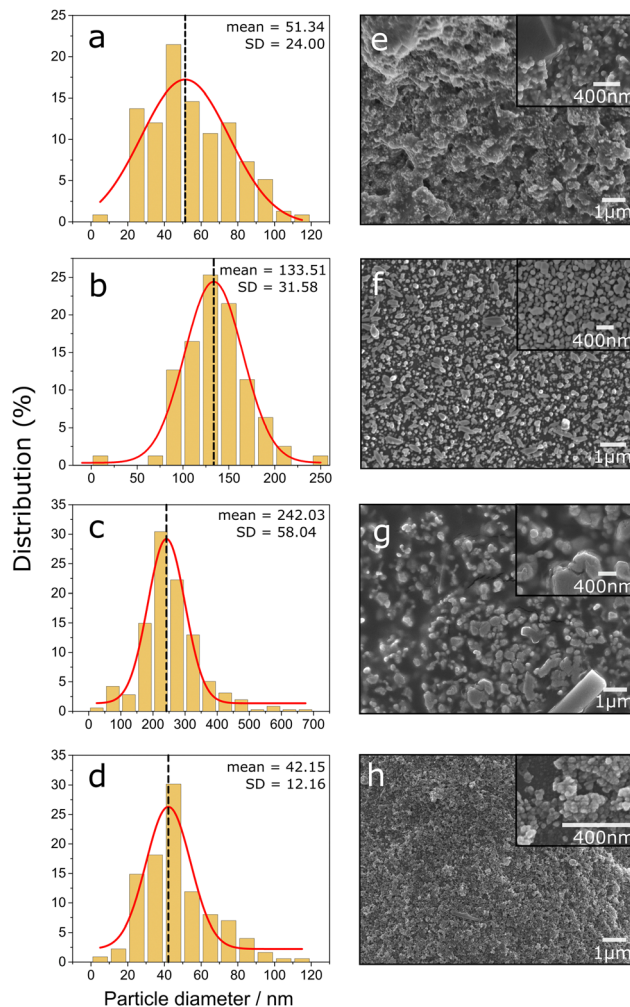 a
mean = 51.34
SD = 24.00
25
20
15
10
5
0
0 20 40 60 80 100 120
e
400nm
1μm
b
mean = 133.51
SD = 31.58
25
20
15
10
5
0
0 50 100 150 200 250
f
400nm
1μm
c
mean = 242.03
SD = 58.04
35
30
25
20
15
10
5
0
0 100 200 300 400 500 600 700
g
400nm
1μm
d
mean = 42.15
SD = 12.16
35
30
25
20
15
10
5
0
0 20 40 60 80 100 120
h
400nm
1μm
Distribution (%)
Particle diameter / nm